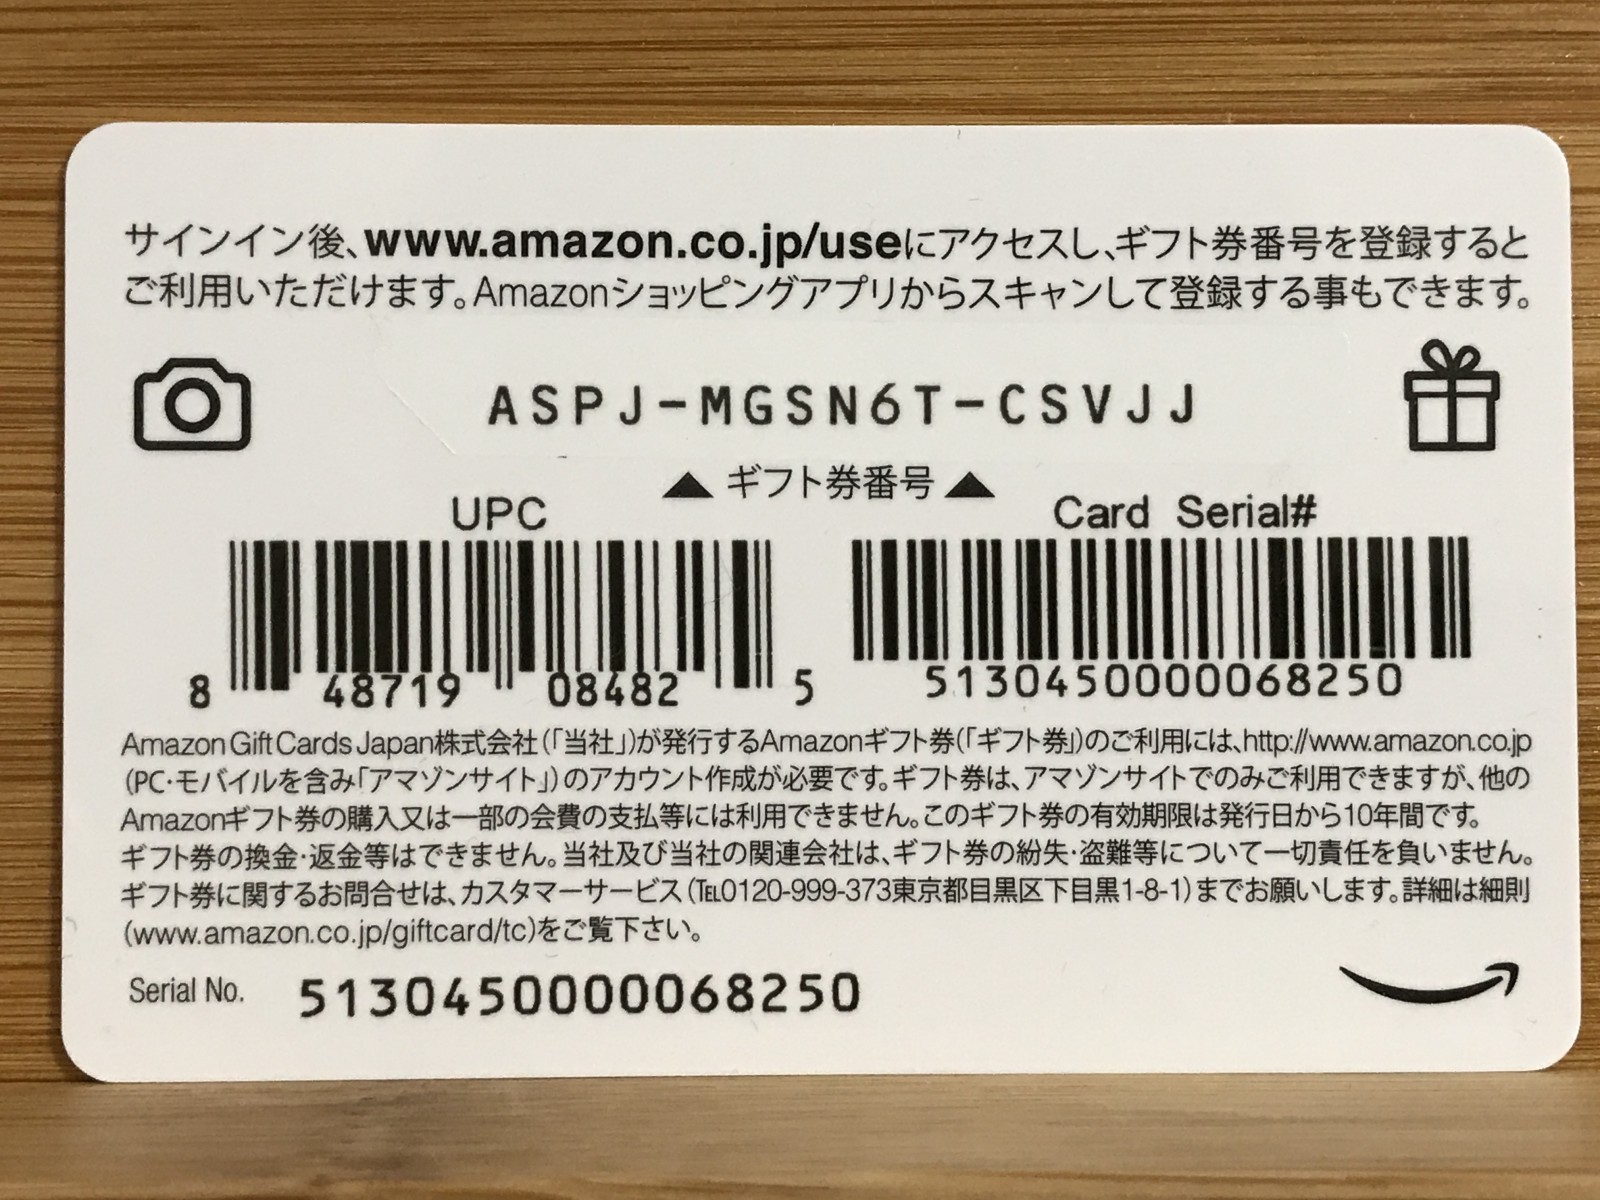 サインイン後、www.amazon.co.jp/useにアクセスし、ギフト券番号を登録すると
ご利用いただけます。Amazonショッピングアプリからスキャンして登録する事もできます。
ASPJ-MGSN6T-CSVJJ
▲ ギフト券番号 ▲
UPC
Card Serial#
8 48719 08482 5
5130450000068250
Amazon Gift Cards Japan株式会社(「当社」)が発行するAmazonギフト券(「ギフト券」)のご利用には、http://www.amazon.co.jp
(PC・モバイルを含み「アマゾンサイト」)のアカウント作成が必要です。ギフト券は、アマゾンサイトでのみご利用できますが、他の
Amazonギフト券の購入又は一部の会費の支払等には利用できません。このギフト券の有効期限は発行日から10年間です。
ギフト券の換金・返金等はできません。当社及び当社の関連会社は、ギフト券の紛失・盗難等について一切責任を負いません。
ギフト券に関するお問合せは、カスタマーサービス(℡0120-999-373東京都目黒区下目黒1-8-1)までお願いします。詳細は細則
(www.amazon.co.jp/giftcard/tc)をご覧下さい。
Serial No. 5130450000068250